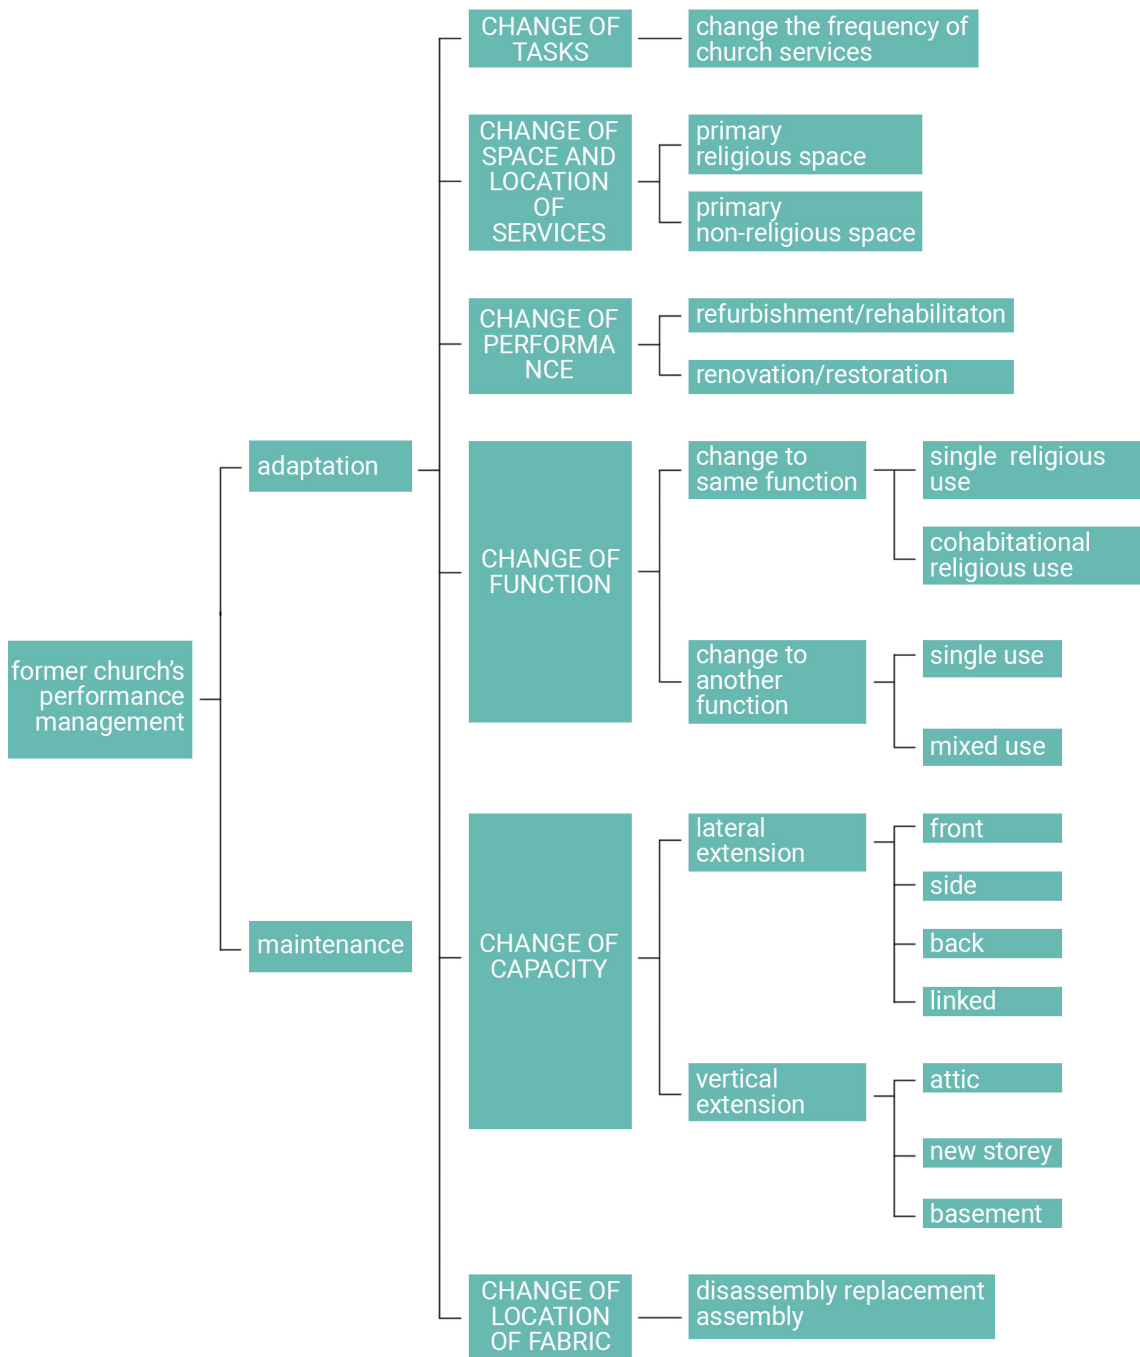 CHANGE OF
TASKS
change the frequency of
church services
CHANGE OF
SPACE AND
LOCATION
OF
SERVICES
primary
religious space
primary
non-religious space
CHANGE OF
PERFORMA
NCE
refurbishment/rehabilitaton
renovation/restoration
former church’s
performance
management
adaptation
maintenance
CHANGE OF
FUNCTION
change to
same function
single religious
use
cohabitational
religious use
change to
another
function
single use
mixed use
CHANGE OF
CAPACITY
lateral
extension
front
side
back
linked
vertical
extension
attic
new storey
basement
CHANGE OF
LOCATION
OF FABRIC
disassembly replacement
assembly